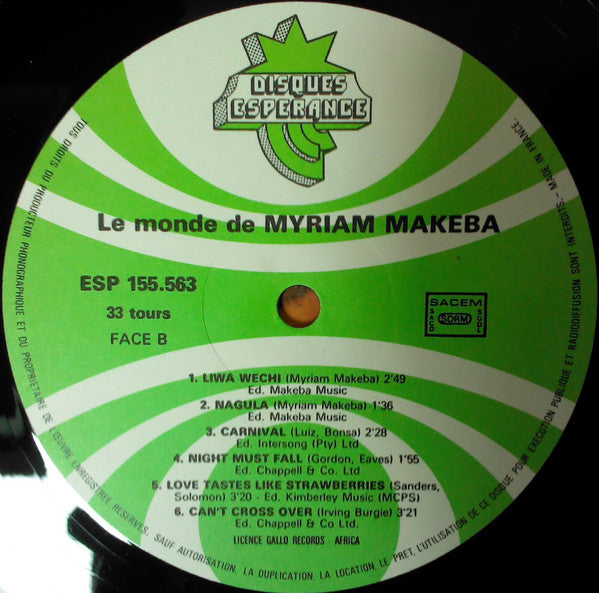 DISQUES
ESPERANCE
Le monde de MYRIAM MAKEBA
ESP 155.563
33 tours
FACE B
SACEM
SACD
SDRM
SGDL
1. LIWA WECHI (Myriam Makeba) 2'49
Ed. Makeba Music
2. NAGULA (Myriam Makeba) 1'36
Ed. Makeba Music
3. CARNIVAL (Luiz, Bonsa) 2'28
Ed. Intersong (Pty) Ltd
4. NIGHT MUST FALL (Gordon, Eaves) 1'55
Ed. Chappell & Co. Ltd
5. LOVE TASTES LIKE STRAWBERRIES (Sanders,
Solomon) 3'20 - Ed. Kimberley Music (MCPS)
6. CAN'T CROSS OVER (Irving Burgie) 3'21
Ed. Chappell & Co Ltd.
LICENCE GALLO RECORDS - AFRICA
TOUS DROITS DU PRODUCTEUR PHONOGRAPHIQUE ET DU PROPRIETAIRE DE L'ŒUVRE ENREGISTREE RESERVES. SAUF AUTORISATION, LA DUPLICATION, LA LOCATION, LE PRET, L'UTILISATION DE CE DISQUE POUR EXECUTION PUBLIQUE ET RADIODIFFUSION SONT INTERDITS - MADE IN FRANCE.